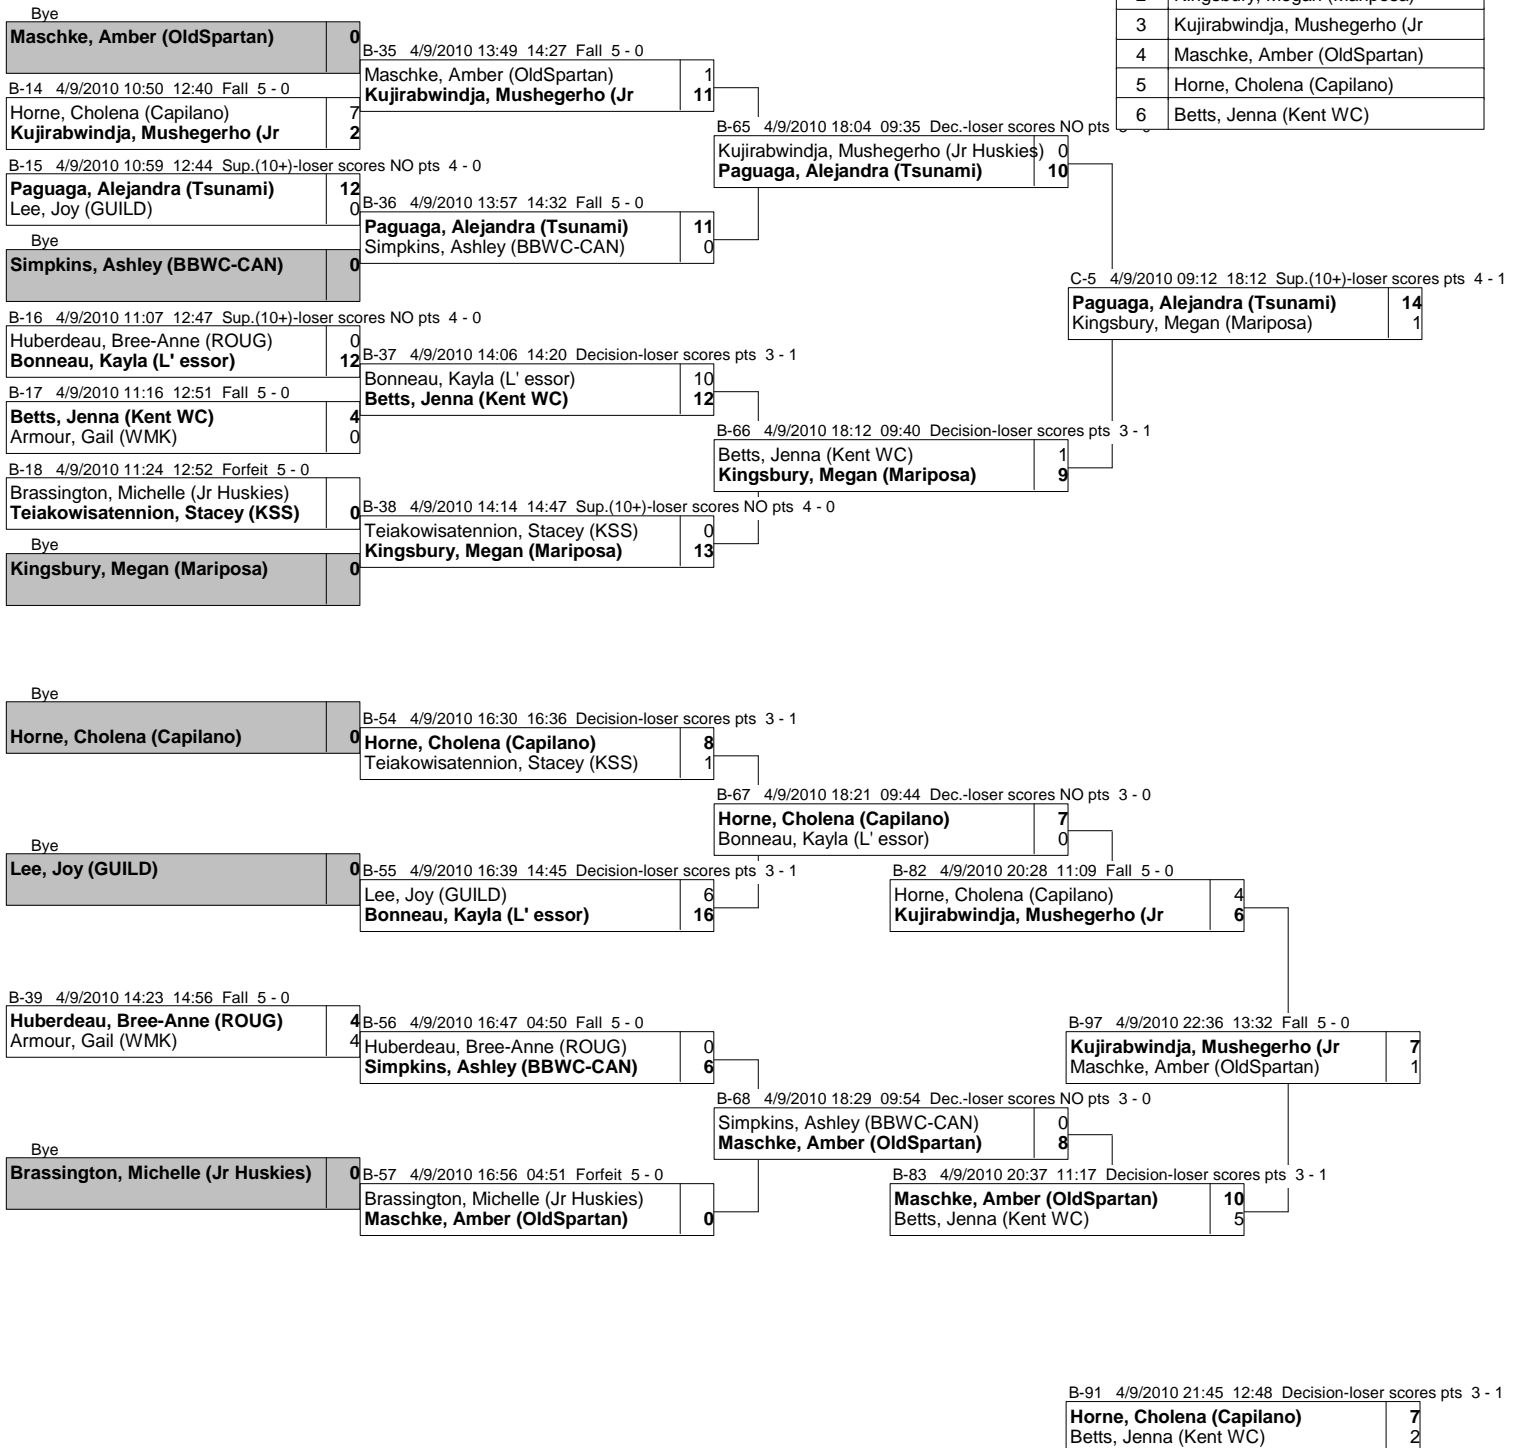 2 Kingsbury, Megan (Mariposa)
3 Kujirabwindja, Mushegerho (Jr
4 Maschke, Amber (OldSpartan)
5 Horne, Cholena (Capilano)
6 Betts, Jenna (Kent WC)
Bye
Maschke, Amber (OldSpartan) 0
B-14 4/9/2010 10:50 12:40 Fall 5 - 0
Horne, Cholena (Capilano) 7
Kujirabwindja, Mushegerho (Jr 2
B-15 4/9/2010 10:59 12:44 Sup.(10+)-loser scores NO pts 4 - 0
Paguaga, Alejandra (Tsunami) 12
Lee, Joy (GUILD) 0
Bye
Simpkins, Ashley (BBWC-CAN) 0
B-16 4/9/2010 11:07 12:47 Sup.(10+)-loser scores NO pts 4 - 0
Huberdeau, Bree-Anne (ROUG) 0
Bonneau, Kayla (L' essor) 12
B-17 4/9/2010 11:16 12:51 Fall 5 - 0
Betts, Jenna (Kent WC) 4
Armour, Gail (WMK) 0
B-18 4/9/2010 11:24 12:52 Forfeit 5 - 0
Brassington, Michelle (Jr Huskies)
Teiakowisatennion, Stacey (KSS) 0
Bye
Kingsbury, Megan (Mariposa) 0
B-35 4/9/2010 13:49 14:27 Fall 5 - 0
Maschke, Amber (OldSpartan) 1
Kujirabwindja, Mushegerho (Jr 11
B-36 4/9/2010 13:57 14:32 Fall 5 - 0
Paguaga, Alejandra (Tsunami) 11
Simpkins, Ashley (BBWC-CAN) 0
B-37 4/9/2010 14:06 14:20 Decision-loser scores pts 3 - 1
Bonneau, Kayla (L' essor) 10
Betts, Jenna (Kent WC) 12
B-38 4/9/2010 14:14 14:47 Sup.(10+)-loser scores NO pts 4 - 0
Teiakowisatennion, Stacey (KSS) 0
Kingsbury, Megan (Mariposa) 13
B-65 4/9/2010 18:04 09:35 Dec.-loser scores NO pts
Kujirabwindja, Mushegerho (Jr Huskies) 0
Paguaga, Alejandra (Tsunami) 10
B-66 4/9/2010 18:12 09:40 Decision-loser scores pts 3 - 1
Betts, Jenna (Kent WC) 1
Kingsbury, Megan (Mariposa) 9
C-5 4/9/2010 09:12 18:12 Sup.(10+)-loser scores pts 4 - 1
Paguaga, Alejandra (Tsunami) 14
Kingsbury, Megan (Mariposa) 1
Bye
Horne, Cholena (Capilano) 0
Bye
Lee, Joy (GUILD) 0
B-39 4/9/2010 14:23 14:56 Fall 5 - 0
Huberdeau, Bree-Anne (ROUG) 4
Armour, Gail (WMK) 4
Bye
Brassington, Michelle (Jr Huskies) 0
B-54 4/9/2010 16:30 16:36 Decision-loser scores pts 3 - 1
Horne, Cholena (Capilano) 8
Teiakowisatennion, Stacey (KSS) 1
B-55 4/9/2010 16:39 14:45 Decision-loser scores pts 3 - 1
Lee, Joy (GUILD) 6
Bonneau, Kayla (L' essor) 16
B-56 4/9/2010 16:47 04:50 Fall 5 - 0
Huberdeau, Bree-Anne (ROUG) 0
Simpkins, Ashley (BBWC-CAN) 6
B-57 4/9/2010 16:56 04:51 Forfeit 5 - 0
Brassington, Michelle (Jr Huskies)
Maschke, Amber (OldSpartan) 0
B-67 4/9/2010 18:21 09:44 Dec.-loser scores NO pts 3 - 0
Horne, Cholena (Capilano) 7
Bonneau, Kayla (L' essor) 0
B-68 4/9/2010 18:29 09:54 Dec.-loser scores NO pts 3 - 0
Simpkins, Ashley (BBWC-CAN) 0
Maschke, Amber (OldSpartan) 8
B-82 4/9/2010 20:28 11:09 Fall 5 - 0
Horne, Cholena (Capilano) 4
Kujirabwindja, Mushegerho (Jr 6
B-83 4/9/2010 20:37 11:17 Decision-loser scores pts 3 - 1
Maschke, Amber (OldSpartan) 10
Betts, Jenna (Kent WC) 5
B-97 4/9/2010 22:36 13:32 Fall 5 - 0
Kujirabwindja, Mushegerho (Jr 7
Maschke, Amber (OldSpartan) 1
B-91 4/9/2010 21:45 12:48 Decision-loser scores pts 3 - 1
Horne, Cholena (Capilano) 7
Betts, Jenna (Kent WC) 2